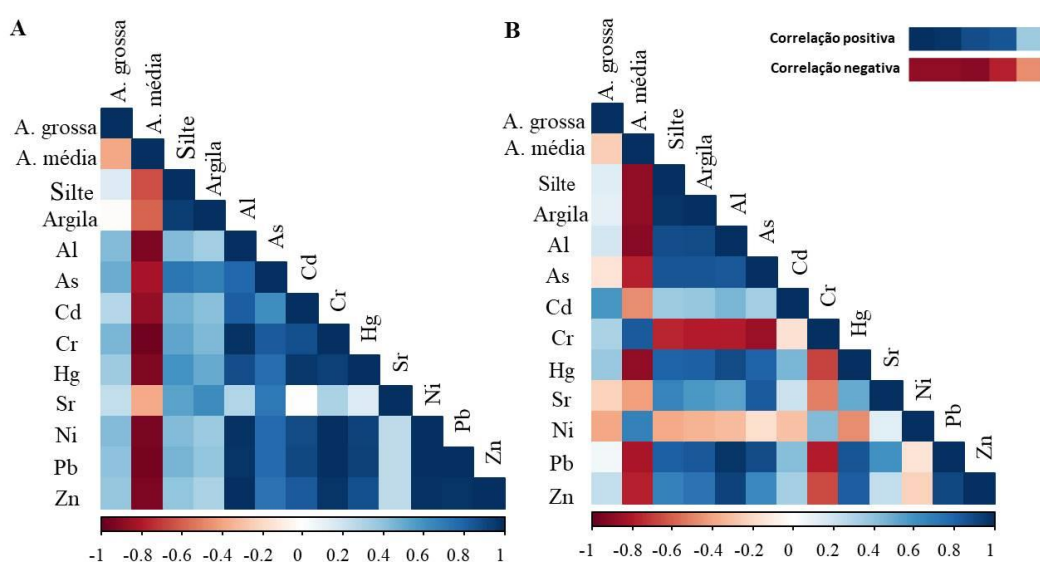 A
A. grossa
A. média
Silte
Argila
Al
As
Cd
Cr
Hg
Sr
Ni
Pb
Zn
A. grossa
A. média
Silte
Argila
Al
As
Cd
Cr
Hg
Sr
Ni
Pb
Zn
-1 -0.8 -0.6 -0.4 -0.2 0 0.2 0.4 0.6 0.8 1
B
Correlação positiva
Correlação negativa
A. grossa
A. média
Silte
Argila
Al
As
Cd
Cr
Hg
Sr
Ni
Pb
Zn
A. grossa
A. média
Silte
Argila
Al
As
Cd
Cr
Hg
Sr
Ni
Pb
Zn
-1 -0.8 -0.6 -0.4 -0.2 0 0.2 0.4 0.6 0.8 1